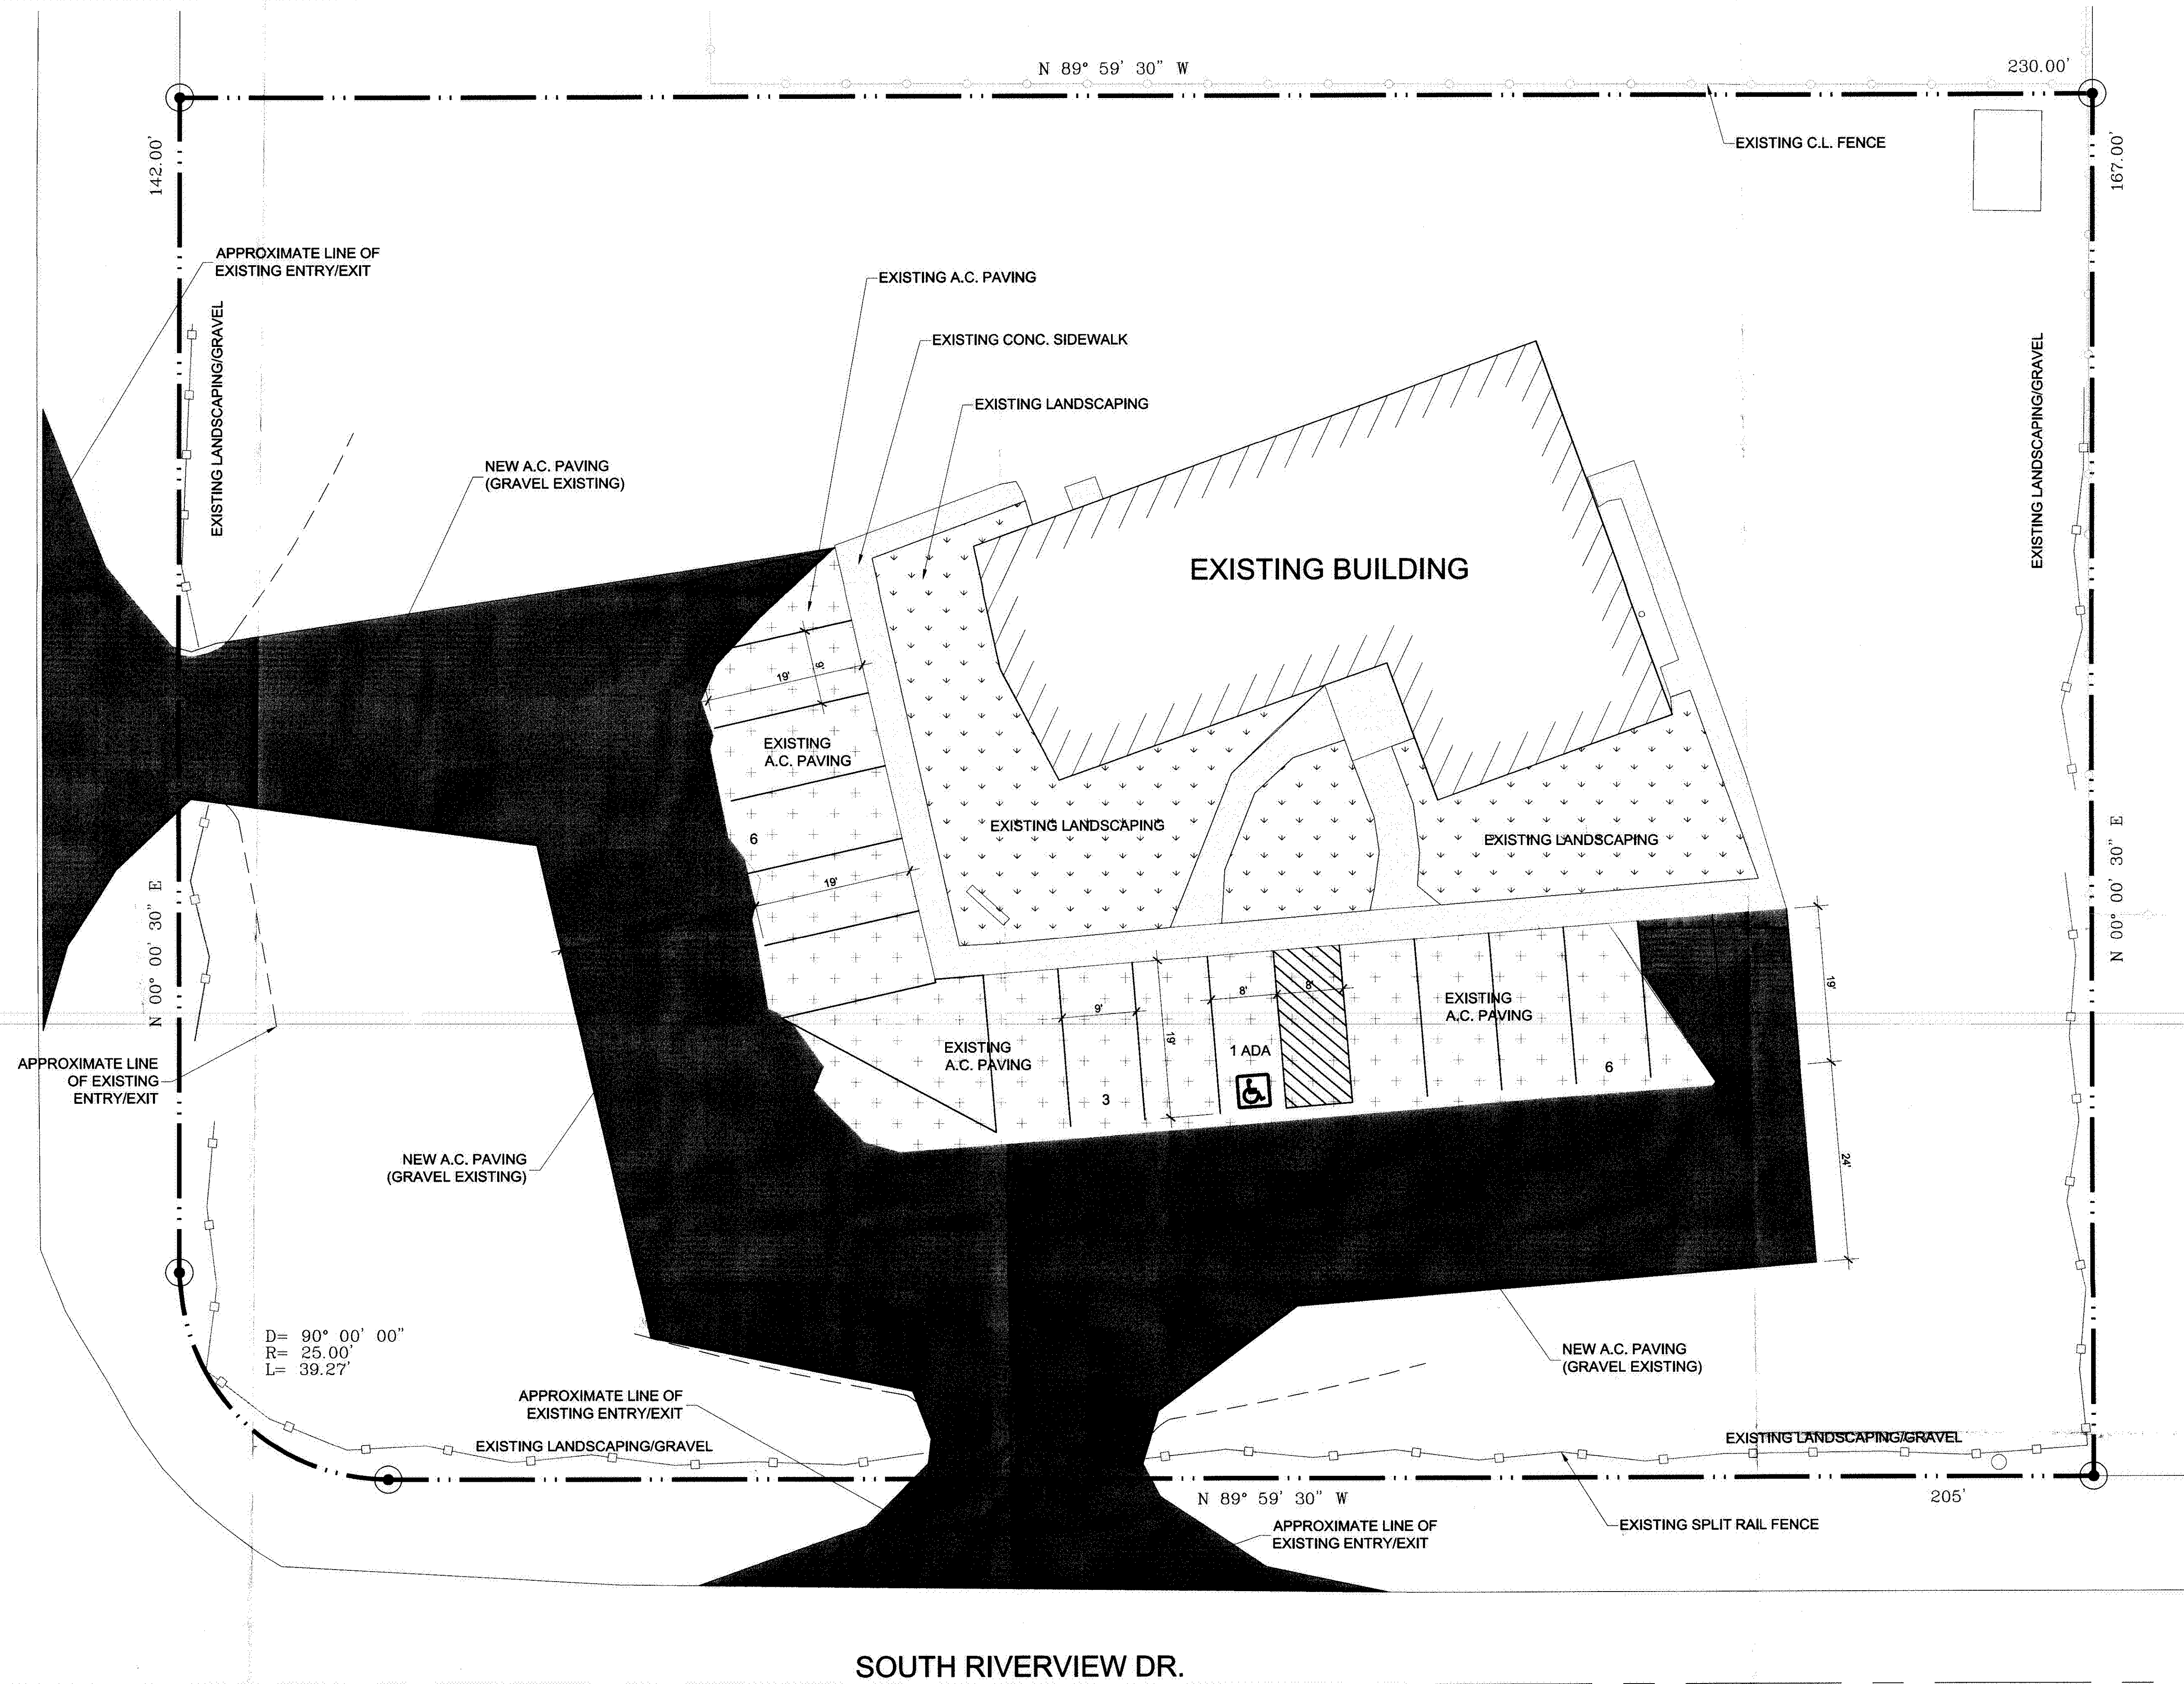 N 89° 59' 30" W
230.00'
142.00'
167.00'
EXISTING C.L. FENCE
APPROXIMATE LINE OF
EXISTING ENTRY/EXIT
EXISTING LANDSCAPING/GRAVEL
EXISTING A.C. PAVING
EXISTING CONC. SIDEWALK
EXISTING LANDSCAPING
EXISTING LANDSCAPING/GRAVEL
NEW A.C. PAVING
(GRAVEL EXISTING)
EXISTING BUILDING
9'
19'
EXISTING
A.C. PAVING
6
19'
EXISTING LANDSCAPING
EXISTING LANDSCAPING
N 00° 00' 30" E
N 00° 00' 30" E
19'
8'
8'
9'
19'
EXISTING
A.C. PAVING
EXISTING
A.C. PAVING
1 ADA
6
3
APPROXIMATE LINE
OF EXISTING
ENTRY/EXIT
24'
NEW A.C. PAVING
(GRAVEL EXISTING)
D= 90° 00' 00"
R= 25.00'
L= 39.27'
NEW A.C. PAVING
(GRAVEL EXISTING)
APPROXIMATE LINE OF
EXISTING ENTRY/EXIT
EXISTING LANDSCAPING/GRAVEL
EXISTING LANDSCAPING/GRAVEL
N 89° 59' 30" W
205'
APPROXIMATE LINE OF
EXISTING ENTRY/EXIT
EXISTING SPLIT RAIL FENCE
SOUTH RIVERVIEW DR.